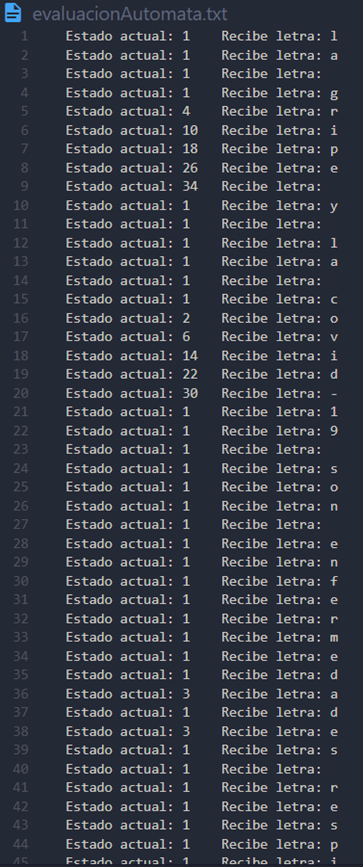 evaluacionAutomata.txt
1 Estado actual: 1 Recibe letra: l
2 Estado actual: 1 Recibe letra: a
3 Estado actual: 1 Recibe letra:
4 Estado actual: 1 Recibe letra: g
5 Estado actual: 4 Recibe letra: r
6 Estado actual: 10 Recibe letra: i
7 Estado actual: 18 Recibe letra: p
8 Estado actual: 26 Recibe letra: e
9 Estado actual: 34 Recibe letra:
10 Estado actual: 1 Recibe letra: y
11 Estado actual: 1 Recibe letra:
12 Estado actual: 1 Recibe letra: l
13 Estado actual: 1 Recibe letra: a
14 Estado actual: 1 Recibe letra:
15 Estado actual: 1 Recibe letra: c
16 Estado actual: 2 Recibe letra: o
17 Estado actual: 6 Recibe letra: v
18 Estado actual: 14 Recibe letra: i
19 Estado actual: 22 Recibe letra: d
20 Estado actual: 30 Recibe letra: -
21 Estado actual: 1 Recibe letra: 1
22 Estado actual: 1 Recibe letra: 9
23 Estado actual: 1 Recibe letra:
24 Estado actual: 1 Recibe letra: s
25 Estado actual: 1 Recibe letra: o
26 Estado actual: 1 Recibe letra: n
27 Estado actual: 1 Recibe letra:
28 Estado actual: 1 Recibe letra: e
29 Estado actual: 1 Recibe letra: n
30 Estado actual: 1 Recibe letra: f
31 Estado actual: 1 Recibe letra: e
32 Estado actual: 1 Recibe letra: r
33 Estado actual: 1 Recibe letra: m
34 Estado actual: 1 Recibe letra: e
35 Estado actual: 1 Recibe letra: d
36 Estado actual: 3 Recibe letra: a
37 Estado actual: 1 Recibe letra: d
38 Estado actual: 3 Recibe letra: e
39 Estado actual: 1 Recibe letra: s
40 Estado actual: 1 Recibe letra:
41 Estado actual: 1 Recibe letra: r
42 Estado actual: 1 Recibe letra: e
43 Estado actual: 1 Recibe letra: s
44 Estado actual: 1 Recibe letra: p
45 Estado actual: 1 Recibe letra: i